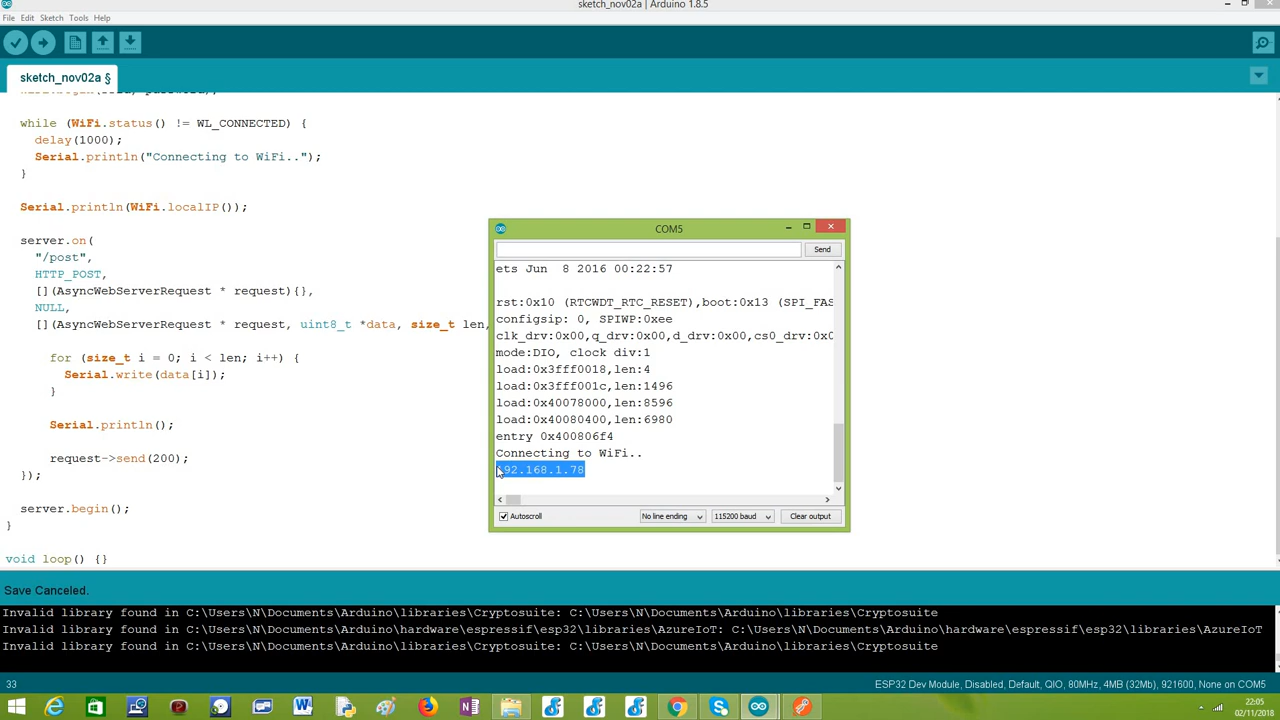 sketch_nov02a | Arduino 1.8.5
File Edit Sketch Tools Help
sketch_nov02a §
while (WiFi.status() != WL_CONNECTED) {
delay(1000);
Serial.println("Connecting to WiFi..");
}
Serial.println(WiFi.localIP());
server.on(
"/post",
HTTP_POST,
[](AsyncWebServerRequest * request){},
NULL,
[](AsyncWebServerRequest * request, uint8_t *data, size_t len,
for (size_t i = 0; i < len; i++) {
Serial.write(data[i]);
}
Serial.println();
request->send(200);
});
server.begin();
}
void loop() {}
COM5
Send
ets Jun  8 2016 00:22:57
rst:0x10 (RTCWDT_RTC_RESET),boot:0x13 (SPI_FAS
configsip: 0, SPIWP:0xee
clk_drv:0x00,q_drv:0x00,d_drv:0x00,cs0_drv:0x0
mode:DIO, clock div:1
load:0x3fff0018,len:4
load:0x3fff001c,len:1496
load:0x40078000,len:8596
load:0x40080400,len:6980
entry 0x400806f4
Connecting to WiFi..
192.168.1.78
Autoscroll No line ending 115200 baud Clear output
Save Canceled.
Invalid library found in C:\Users\N\Documents\Arduino\libraries\Cryptosuite: C:\Users\N\Documents\Arduino\libraries\Cryptosuite
Invalid library found in C:\Users\N\Documents\Arduino\hardware\espressif\esp32\libraries\AzureIoT: C:\Users\N\Documents\Arduino\hardware\espressif\esp32\libraries\AzureIoT
Invalid library found in C:\Users\N\Documents\Arduino\libraries\Cryptosuite: C:\Users\N\Documents\Arduino\libraries\Cryptosuite
33
ESP32 Dev Module, Disabled, Default, QIO, 80MHz, 4MB (32Mb), 921600, None on COM5
22:05
02/11/2018